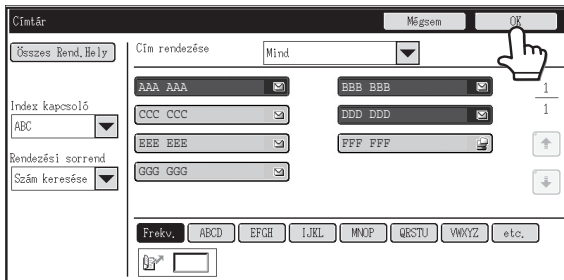 Címtár
Mégsem
OK
Összes Rend.Hely
Cím rendezése
Mind
AAA AAA
BBB BBB
1
1
Index kapcsoló
ABC
CCC CCC
DDD DDD
EEE EEE
FFF FFF
Rendezési sorrend
Szám keresése
GGG GGG
Frekv.
ABCD
EFGH
IJKL
MNOP
QRSTU
VWXYZ
etc.